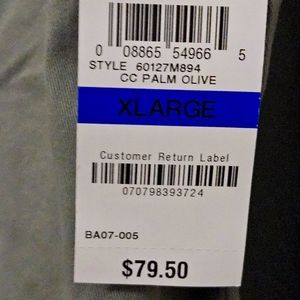 0 08865 54966 5
STYLE 60127M894
CC PALM OLIVE
XLARGE
Customer Return Label
070798393724
BA07-005
$79.50